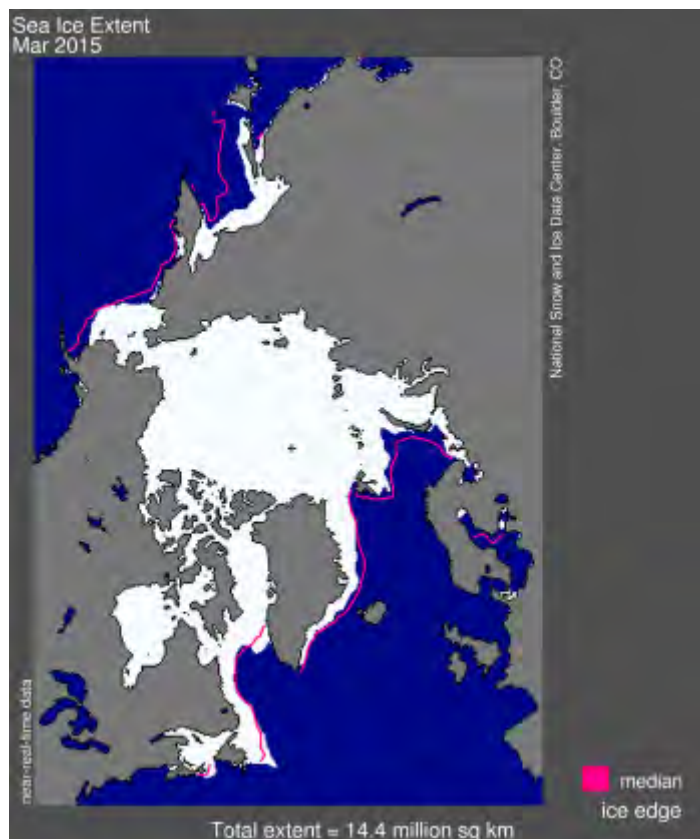 Sea Ice Extent
Mar 2015
National Snow and Ice Data Center, Boulder, CO
near-real-time data
median
ice edge
Total extent = 14.4 million sq km